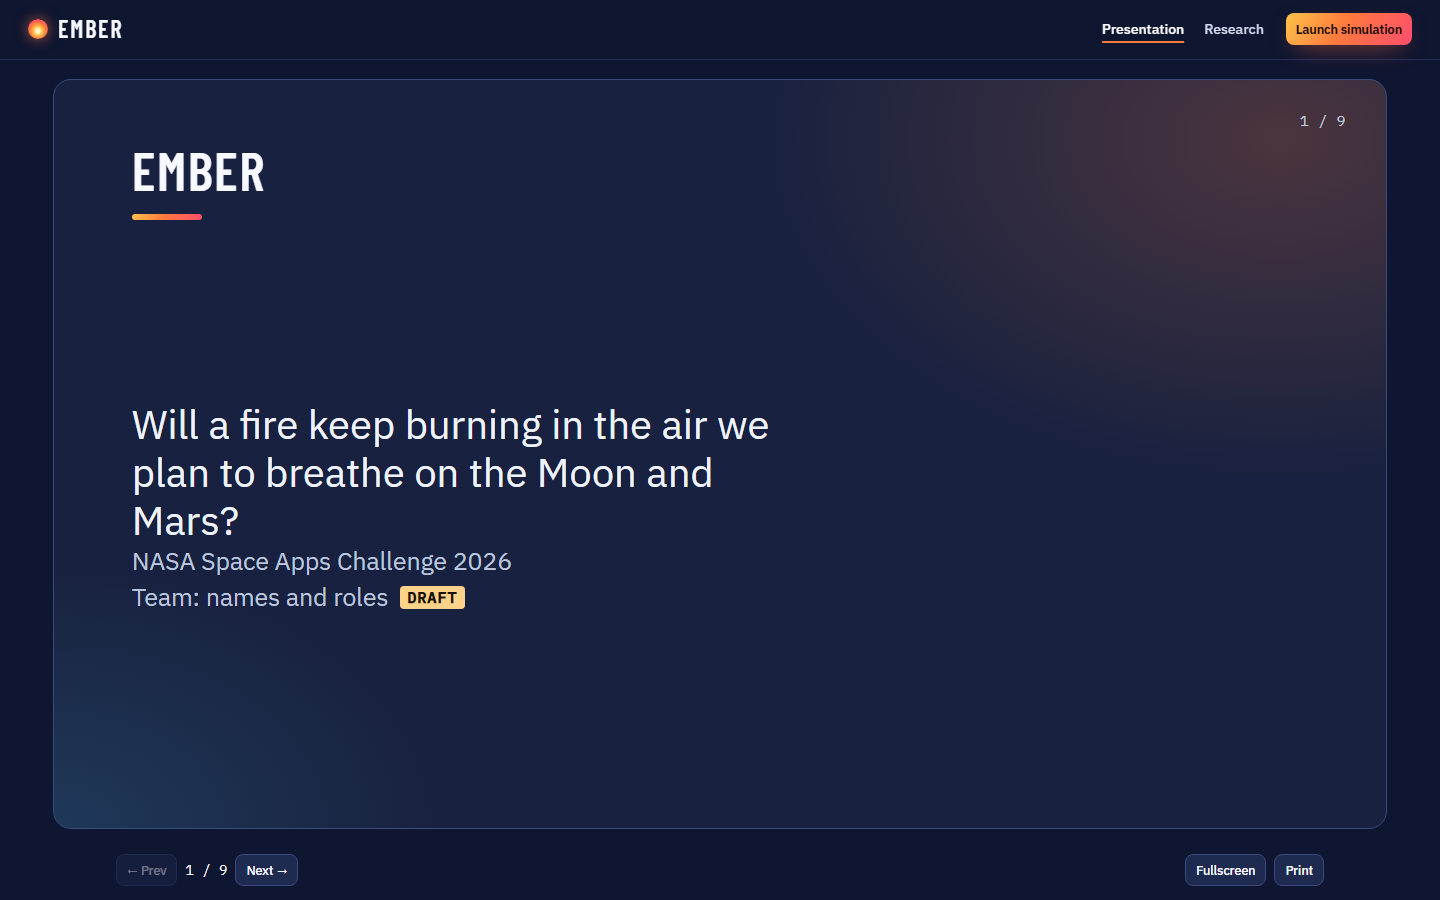 EMBER
Presentation
Research
Launch simulation
1 / 9
EMBER
Will a fire keep burning in the air we
plan to breathe on the Moon and
Mars?
NASA Space Apps Challenge 2026
Team: names and roles DRAFT
← Prev
1 / 9
Next →
Fullscreen
Print